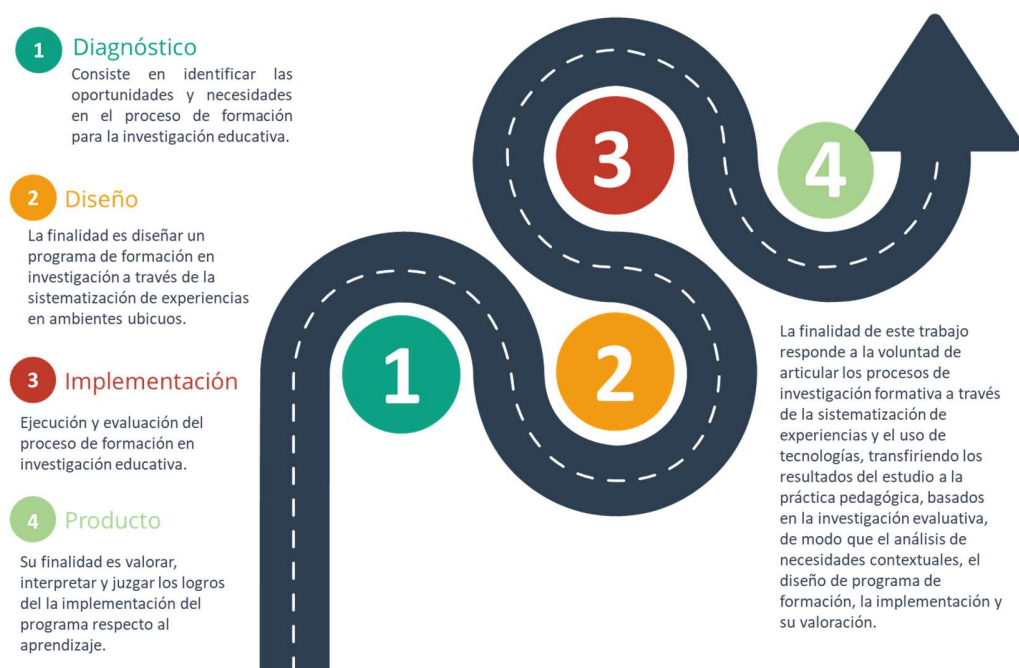 1 Diagnóstico
Consiste en identificar las
oportunidades y necesidades
en el proceso de formación
para la investigación educativa.
2 Diseño
La finalidad es diseñar un
programa de formación en
investigación a través de la
sistematización de experiencias
en ambientes ubicuos.
3 Implementación
Ejecución y evaluación del
proceso de formación en
investigación educativa.
4 Producto
Su finalidad es valorar,
interpretar y juzgar los logros
del la implementación del
programa respecto al
aprendizaje.
1
2
3
4
La finalidad de este trabajo
responde a la voluntad de
articular los procesos de
investigación formativa a través
de la sistematización de
experiencias y el uso de
tecnologías, transfiriendo los
resultados del estudio a la
práctica pedagógica, basados
en la investigación evaluativa,
de modo que el análisis de
necesidades contextuales, el
diseño de programa de
formación, la implementación y
su valoración.